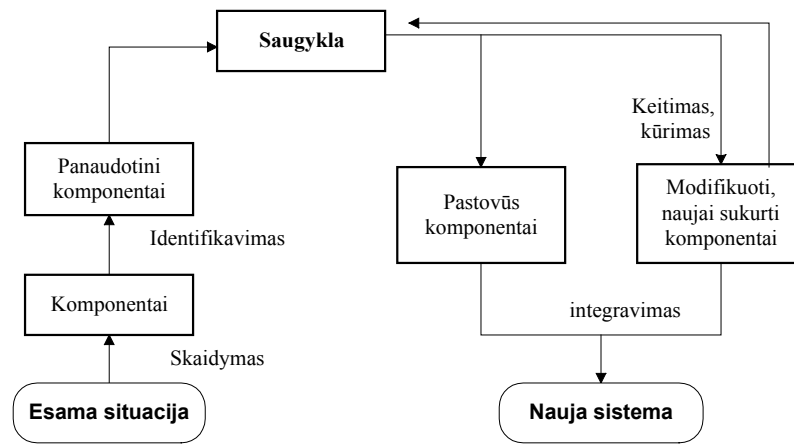 Saugykla
Keitimas,
kūrimas
Panaudotini
komponentai
Pastovūs
komponentai
Modifikuoti,
naujai sukurti
komponentai
Identifikavimas
Komponentai
integravimas
Skaidymas
Esama situacija
Nauja sistema